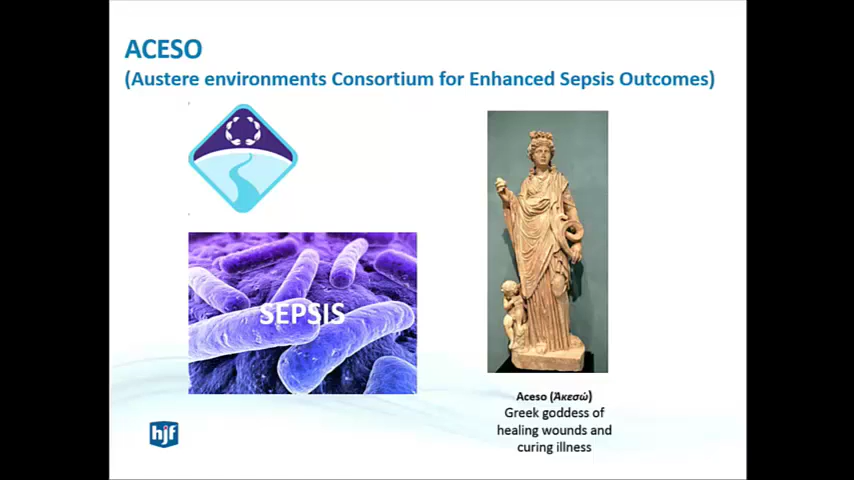 ACESO
(Austere environments Consortium for Enhanced Sepsis Outcomes)
SEPSIS
Aceso (Ἀκεσώ)
Greek goddess of
healing wounds and
curing illness
hjf